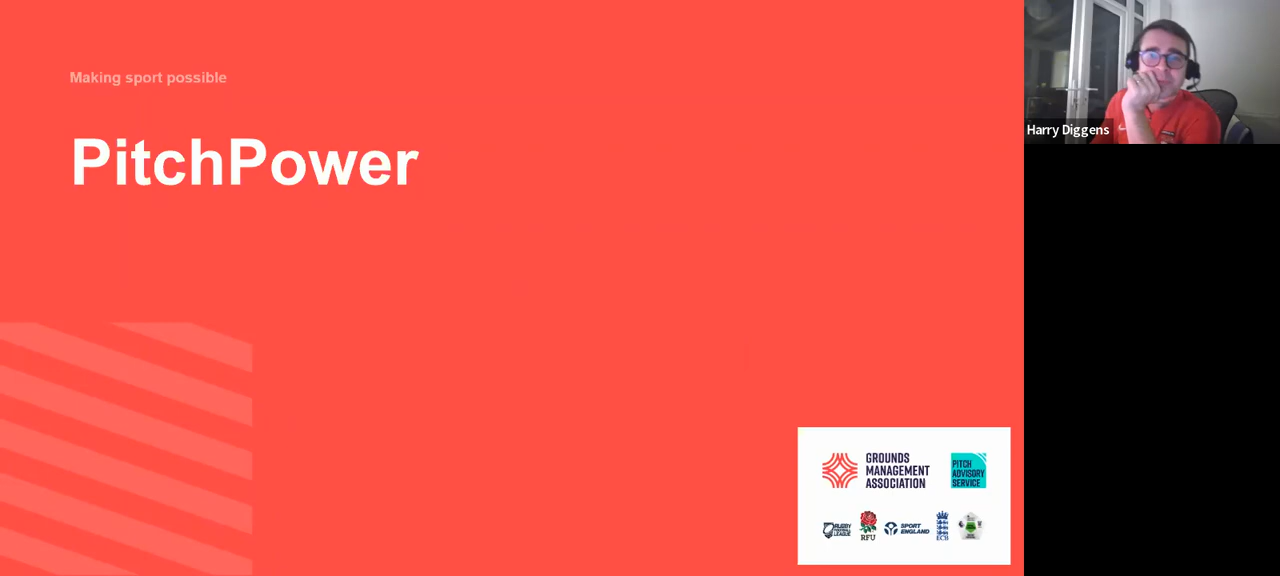 Making sport possible
PitchPower
Harry Diggens
GROUNDS
MANAGEMENT
ASSOCIATION
PITCH
ADVISORY
SERVICE
RUGBY
FOOTBALL
LEAGUE
RFU
SPORT
ENGLAND
ECB